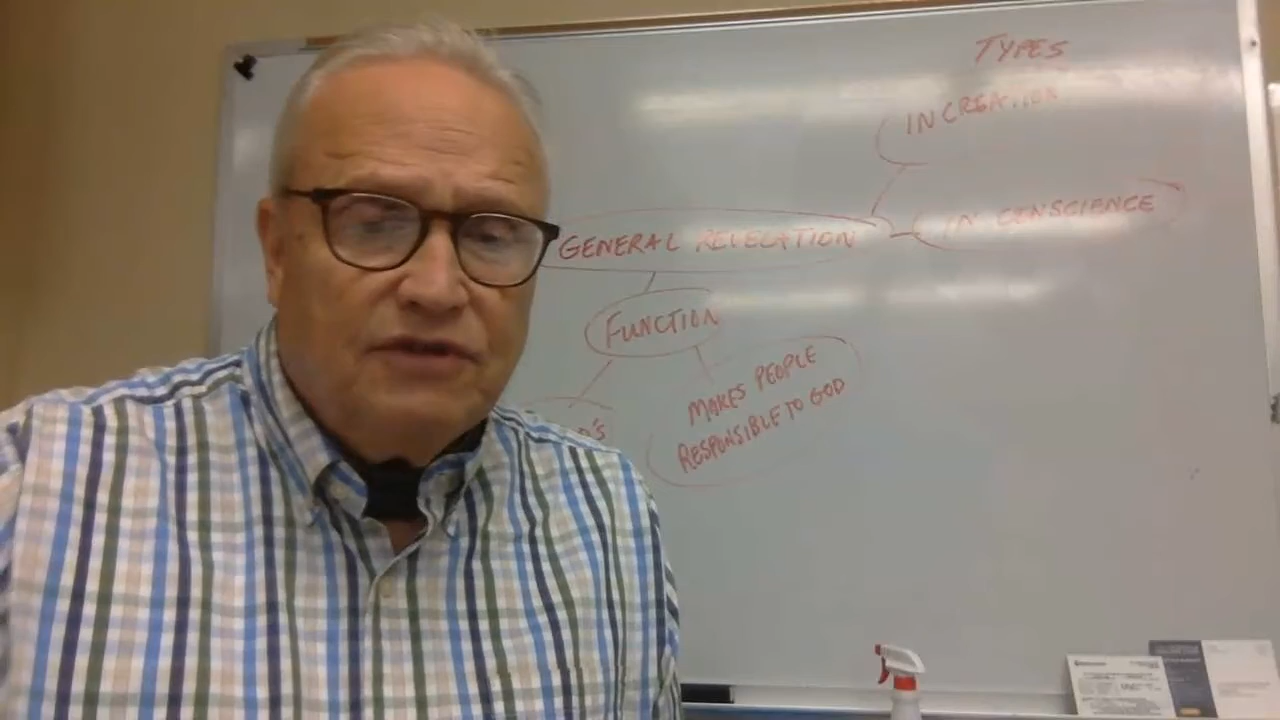 TYPES
IN CREATION
IN CONSCIENCE
GENERAL REVELATION
FUNCTION
MAKES PEOPLE
RESPONSIBLE TO GOD